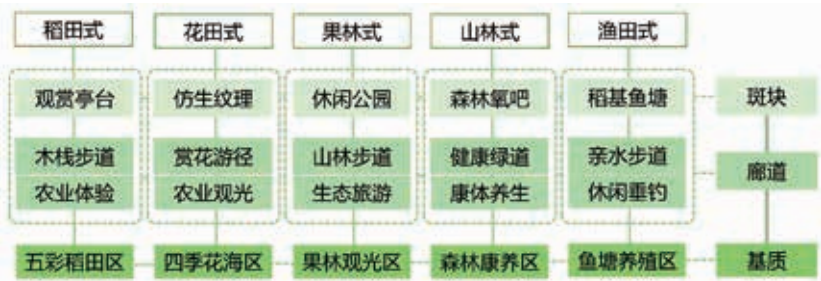 稻田式 花田式 果林式 山林式 渔田式
观赏亭台 仿生纹理 休闲公园 森林氧吧 稻基鱼塘 斑块
木栈步道 赏花游径 山林步道 健康绿道 亲水步道
廊道
农业体验 农业观光 生态旅游 康体养生 休闲垂钓
五彩稻田区 四季花海区 果林观光区 森林康养区 鱼塘养殖区 基质